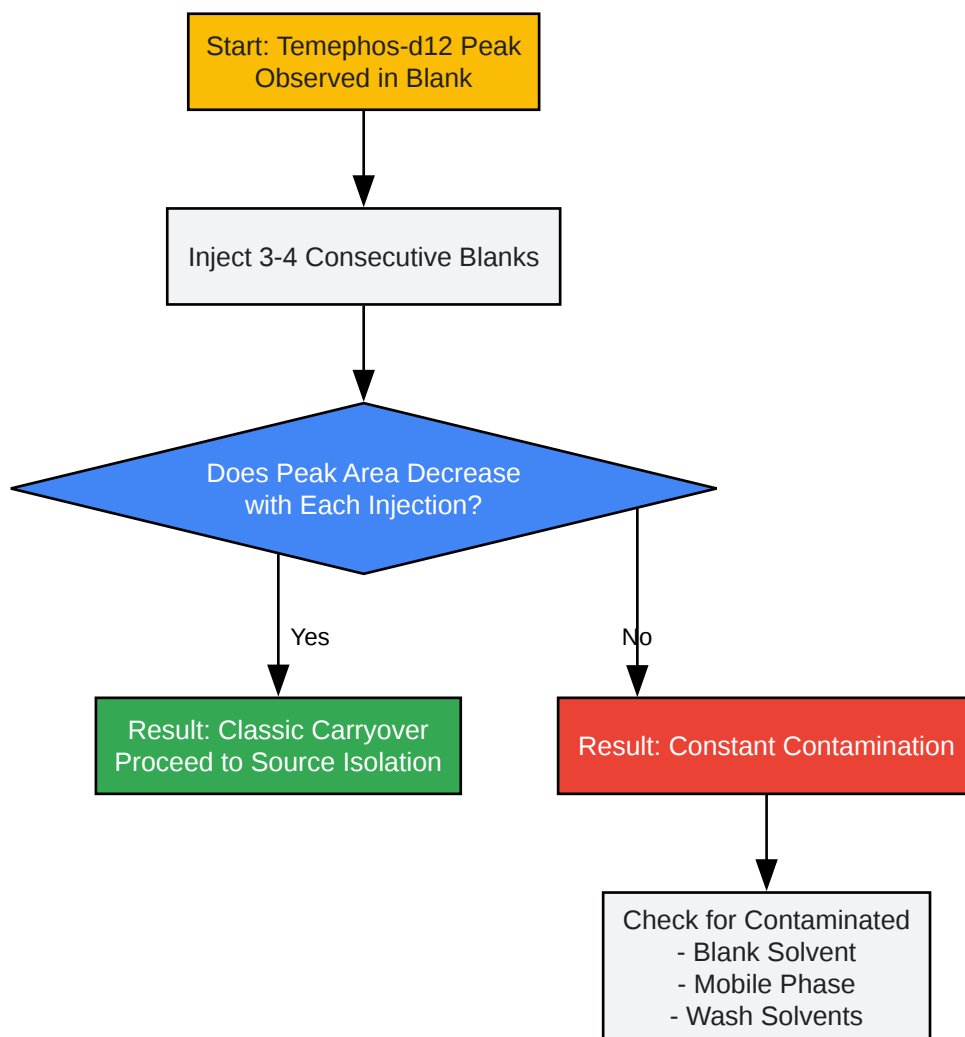 Start: Temephos-d12 Peak
Observed in Blank
Inject 3-4 Consecutive Blanks
Does Peak Area Decrease
with Each Injection?
Yes
No
Result: Classic Carryover
Proceed to Source Isolation
Result: Constant Contamination
Check for Contaminated
- Blank Solvent
- Mobile Phase
- Wash Solvents